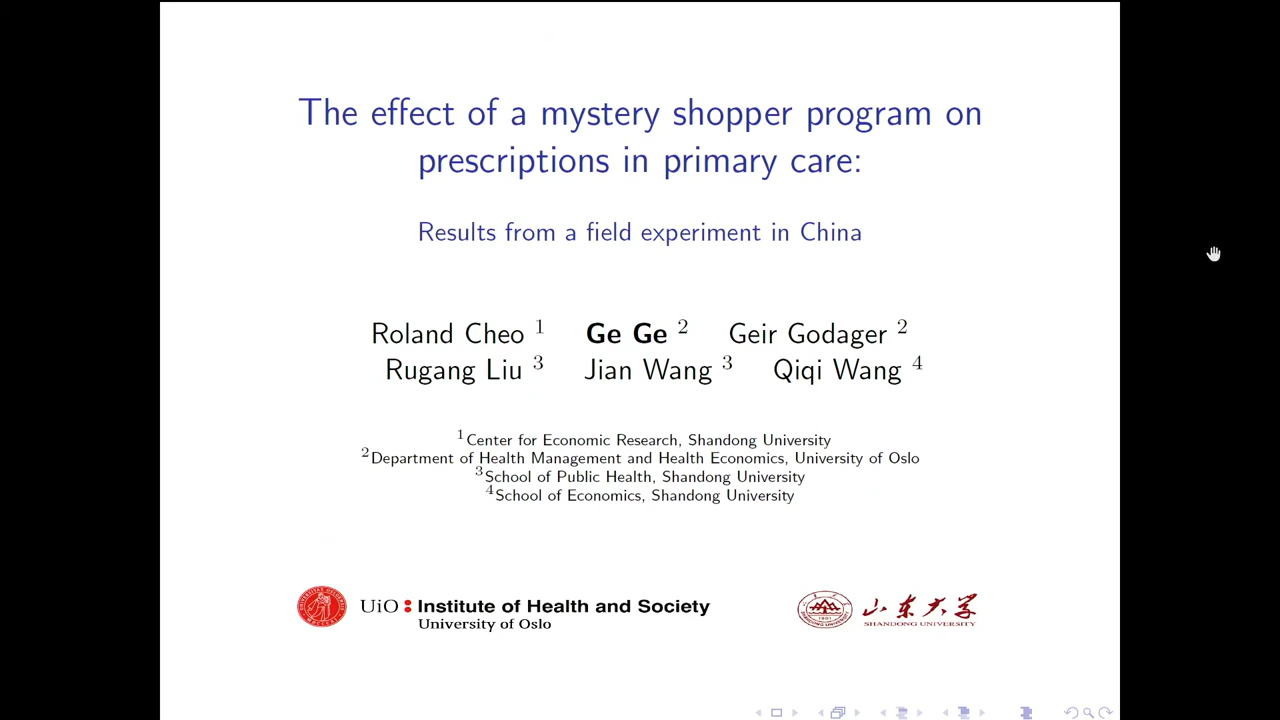 The effect of a mystery shopper program on
prescriptions in primary care:
Results from a field experiment in China
Roland Cheo 1 Ge Ge 2 Geir Godager 2
Rugang Liu 3 Jian Wang 3 Qiqi Wang 4
1 Center for Economic Research, Shandong University
2 Department of Health Management and Health Economics, University of Oslo
3 School of Public Health, Shandong University
4 School of Economics, Shandong University
UiO : Institute of Health and Society
University of Oslo
山东大学
SHANDONG UNIVERSITY